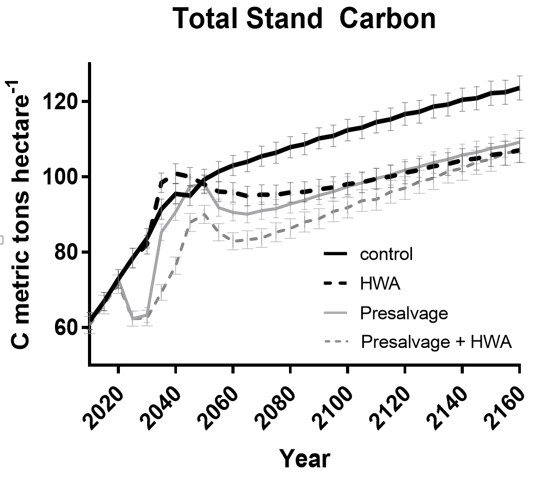 Total Stand Carbon
C metric tons hectare-1
120
100
80
60
control
HWA
Presalvage
Presalvage + HWA
2020
2040
2060
2080
2100
2120
2140
2160
Year